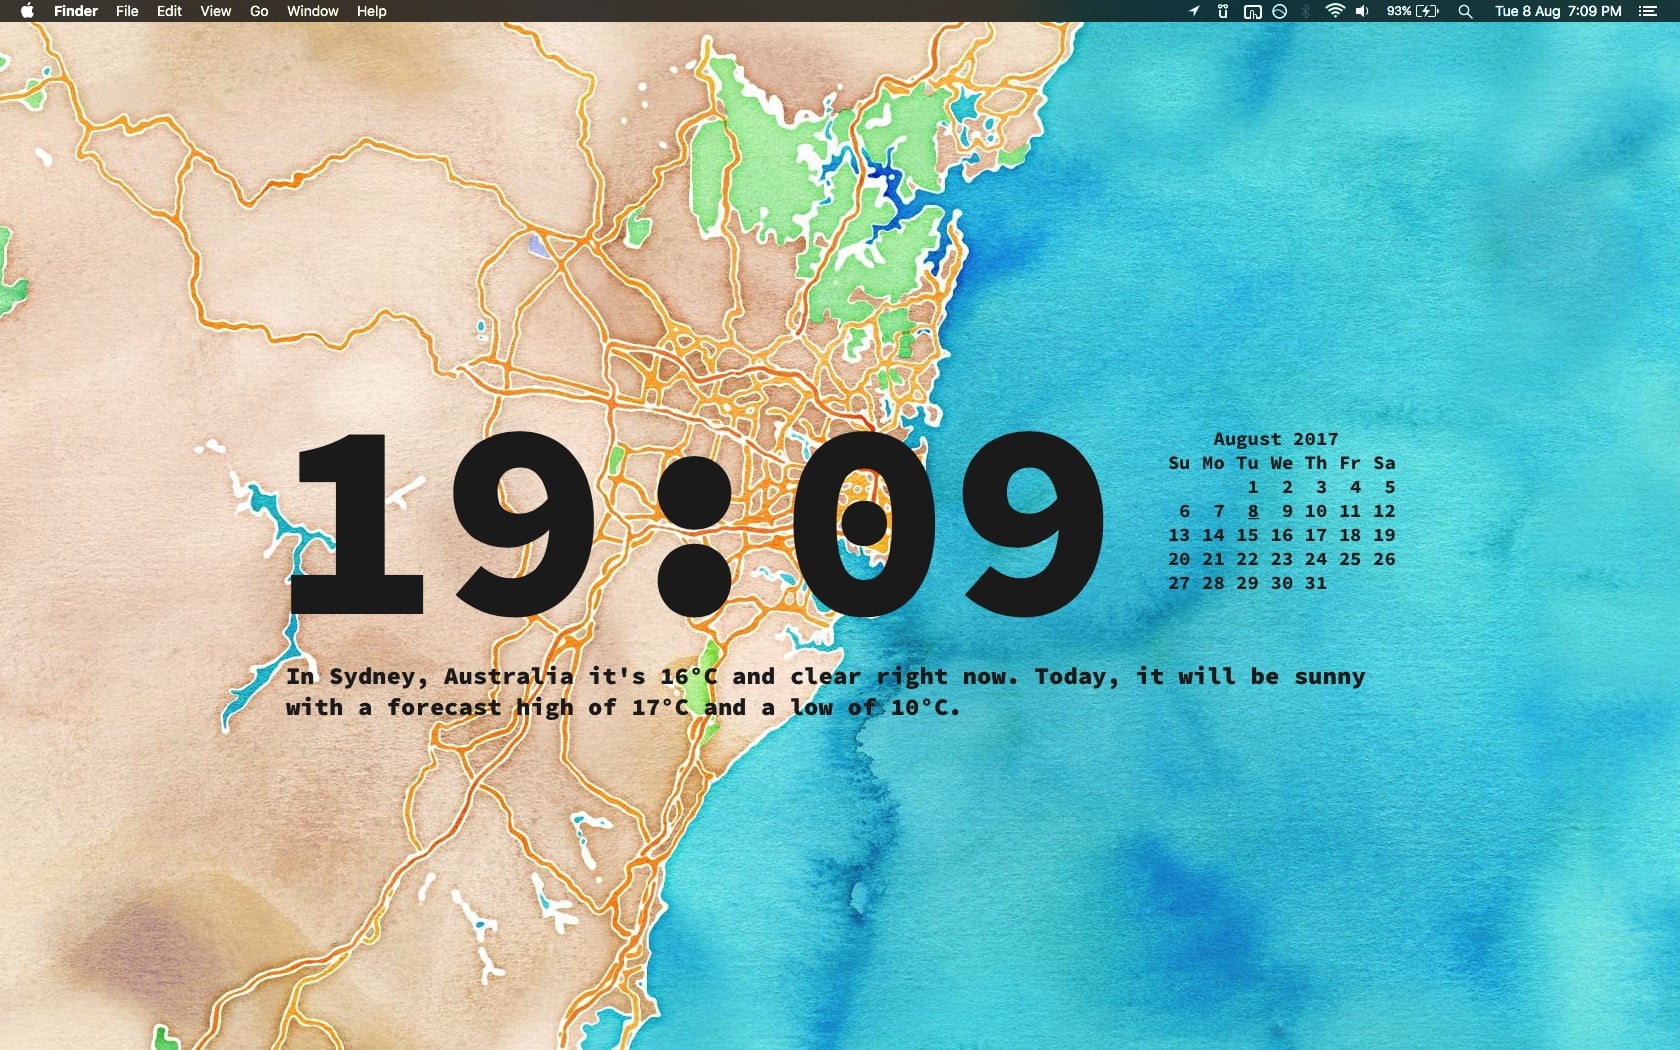 Finder File Edit View Go Window Help 93% Tue 8 Aug 7:09 PM
19:09
August 2017
Su Mo Tu We Th Fr Sa
1 2 3 4 5
6 7 8 9 10 11 12
13 14 15 16 17 18 19
20 21 22 23 24 25 26
27 28 29 30 31
In Sydney, Australia it's 16°C and clear right now. Today, it will be sunny
with a forecast high of 17°C and a low of 10°C.